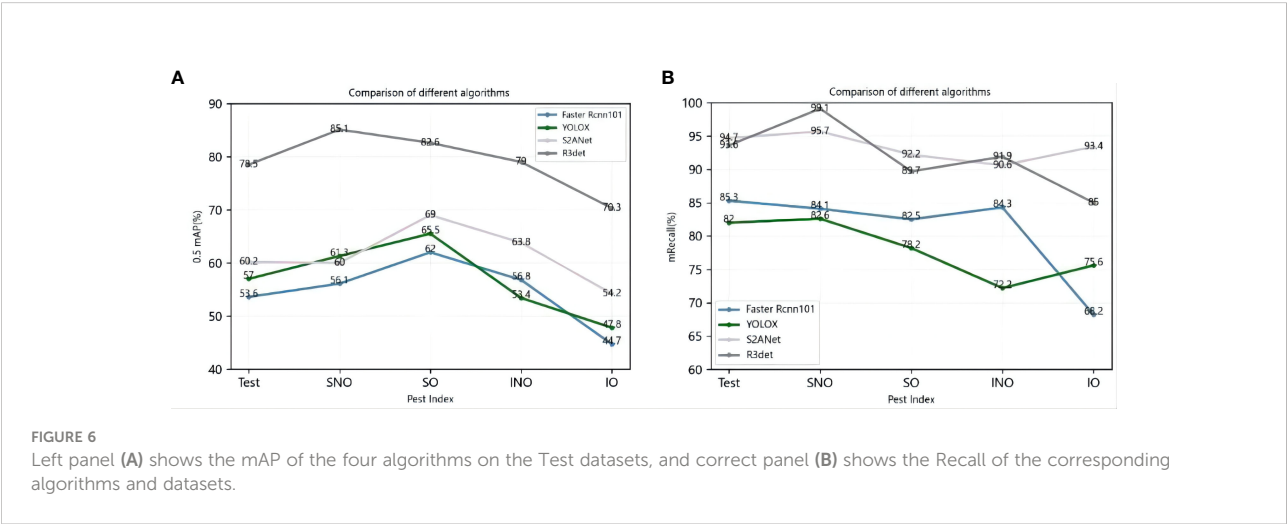 A
Comparison of different algorithms
90
80
70
60
50
40
0.5 mAP(%)
Faster Rcnn101
YOLOX
S2ANet
R3det
78.5
85.1
82.6
79
70.3
60.2
60
69
63.8
54.2
57
61.3
65.5
53.4
47.8
53.6
56.1
62
56.8
44.7
Test SNO SO INO IO
Pest Index
B
Comparison of different algorithms
100
95
90
85
80
75
70
65
60
mRecall(%)
94.7
95.7
92.2
90.6
93.4
93.6
99.1
89.7
91.9
85
85.3
84.1
82.5
84.3
68.2
82
82.6
78.2
72.2
75.6
Faster Rcnn101
YOLOX
S2ANet
R3det
Test SNO SO INO IO
Pest Index
FIGURE 6
Left panel (A) shows the mAP of the four algorithms on the Test datasets, and correct panel (B) shows the Recall of the corresponding
algorithms and datasets.